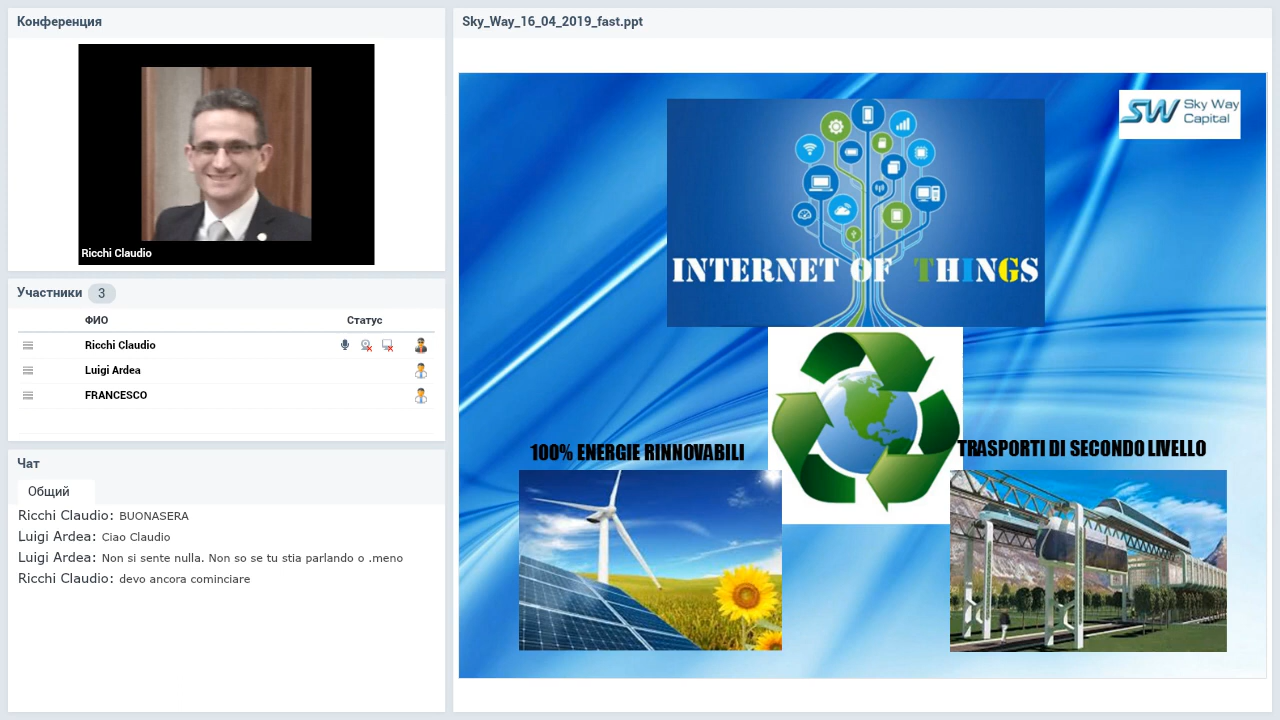 Конференция
Ricchi Claudio
Участники 3
ФИО Статус
Ricchi Claudio
Luigi Ardea
FRANCESCO
Чат
Общий
Ricchi Claudio: BUONASERA
Luigi Ardea: Ciao Claudio
Luigi Ardea: Non si sente nulla. Non so se tu stia parlando o .meno
Ricchi Claudio: devo ancora cominciare
Sky_Way_16_04_2019_fast.ppt
SW Sky Way
Capital
INTERNET OF THINGS
100% ENERGIE RINNOVABILI
TRASPORTI DI SECONDO LIVELLO